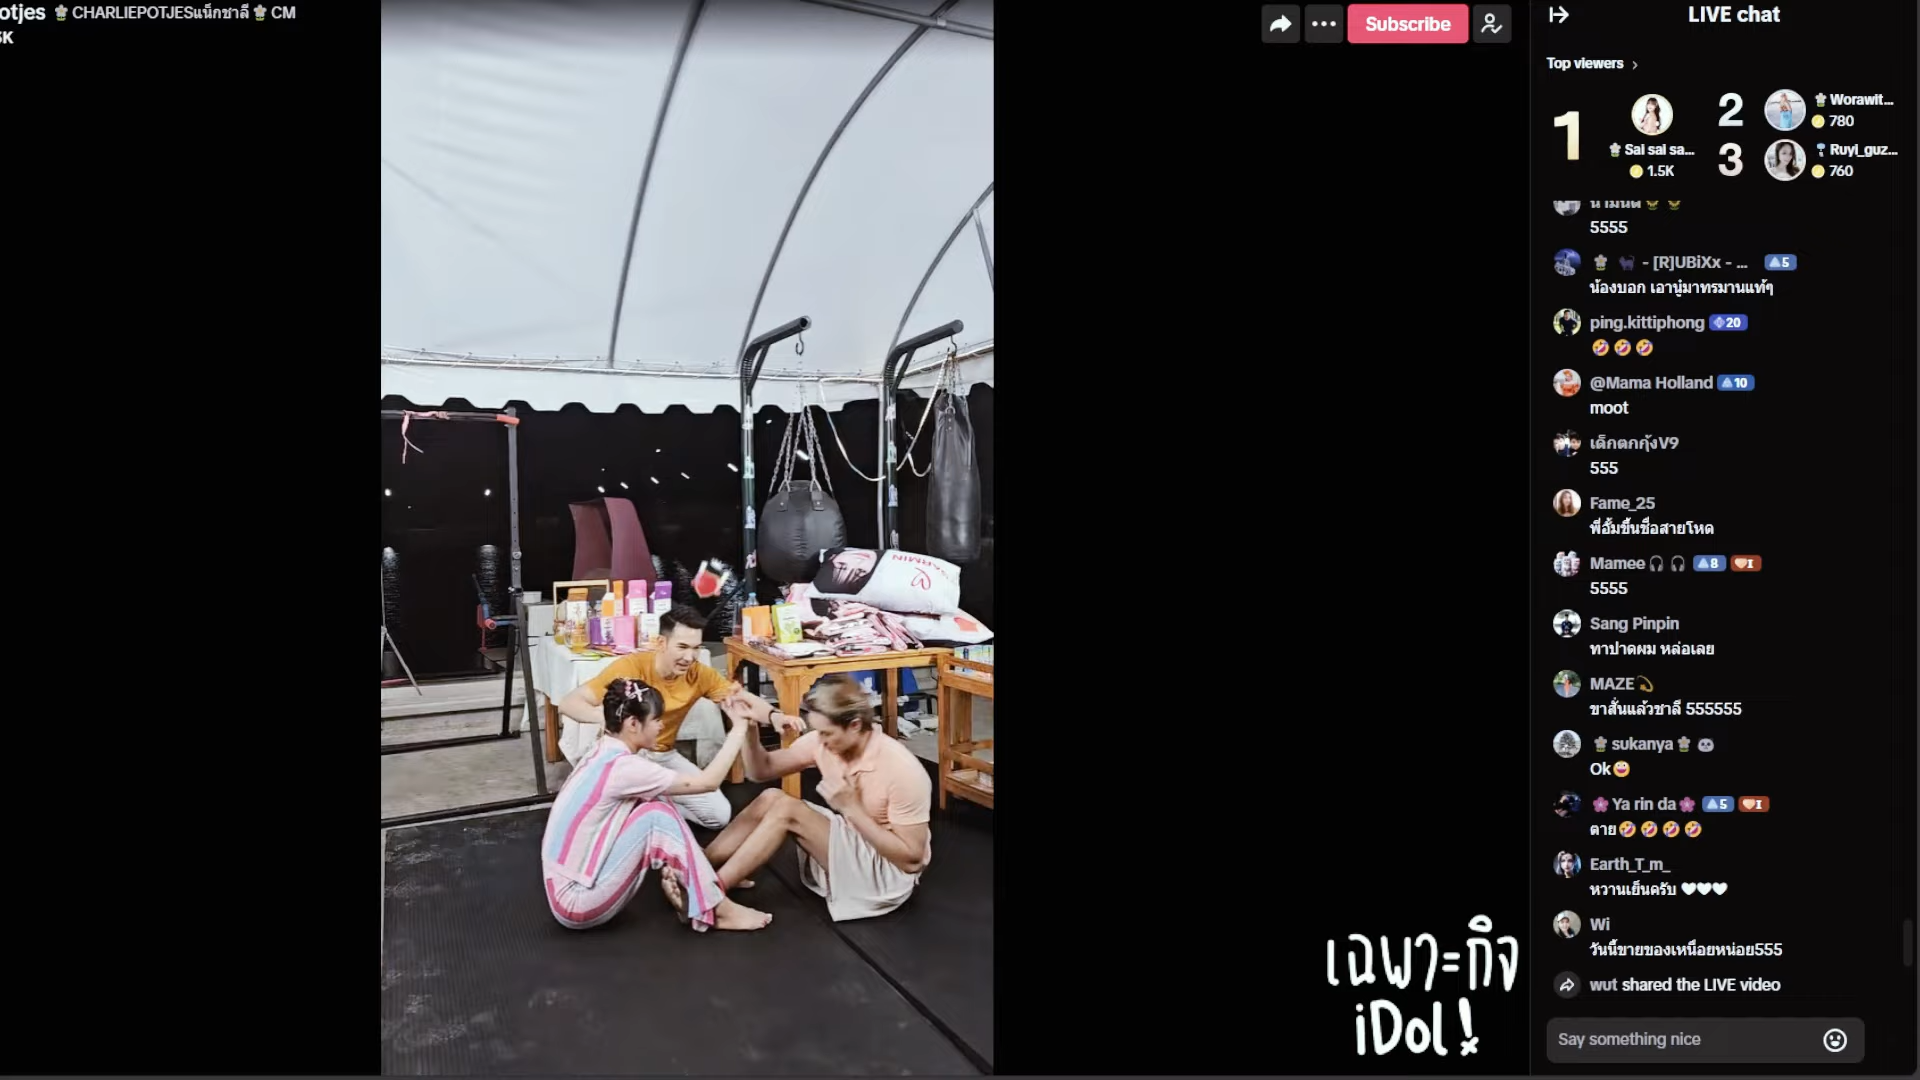 otjes CHARLIEPOTJESแน็กชาลี CM
Subscribe
LIVE chat
Top viewers
1
Sai sai sa...
1.5K
2
Worawit...
780
3
Ruyi_guz...
760
5555
- [R]UBiXx - ...
5
น้องบอก เอานู๋มาทรมานแท้ๆ
ping.kittiphong
20
@Mama Holland
10
moot
เด็กตกกุ้งV9
555
Fame_25
พี่อั้มขึ้นชื่อสายโหด
Mamee
8
I
5555
Sang Pinpin
ทาปาดผม หล่อเลย
MAZE
ขาสั่นแล้วชาลี 555555
sukanya
Ok
Ya rin da
5
I
ตาย
Earth_T_m_
หวานเย็นครับ
Wi
วันนี้ขายของเหนื่อยหน่อย555
wut shared the LIVE video
Say something nice
เฉพาะกิจ
iDol!